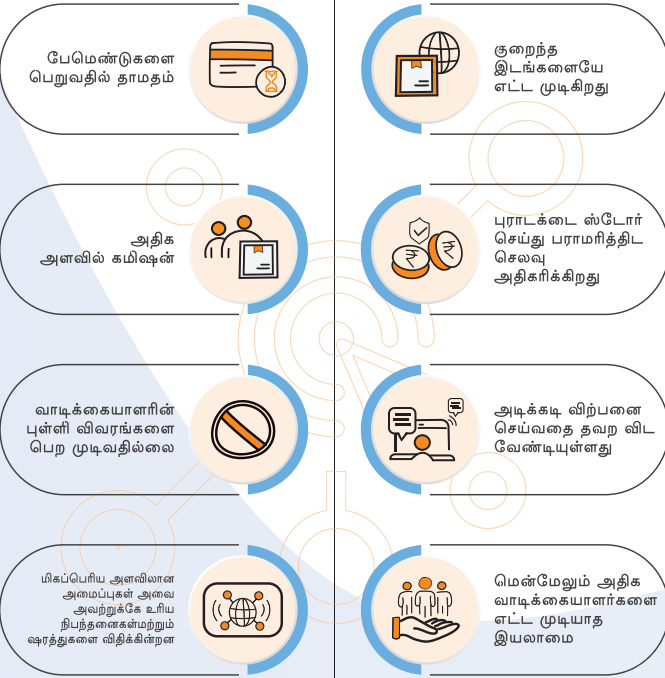 பேமெண்டுகளை
பெறுவதில் தாமதம்
குறைந்த
இடங்களையே
எட்ட முடிகிறது
அதிக
அளவில் கமிஷன்
புராடக்டை ஸ்டோர்
செய்து பராமரித்திட
செலவு
அதிகரிக்கிறது
வாடிக்கையாளரின்
புள்ளி விவரங்களை
பெற முடிவதில்லை
அடிக்கடி விற்பனை
செய்வதை தவற விட
வேண்டியுள்ளது
மிகப்பெரிய அளவிலான
அமைப்புகள் அவை
அவற்றுக்கே உரிய
நிபந்தனைகள்மற்றும்
ஷரத்துகளை விதிக்கின்றன
மென்மேலும் அதிக
வாடிக்கையாளர்களை
எட்ட முடியாத
இயலாமை